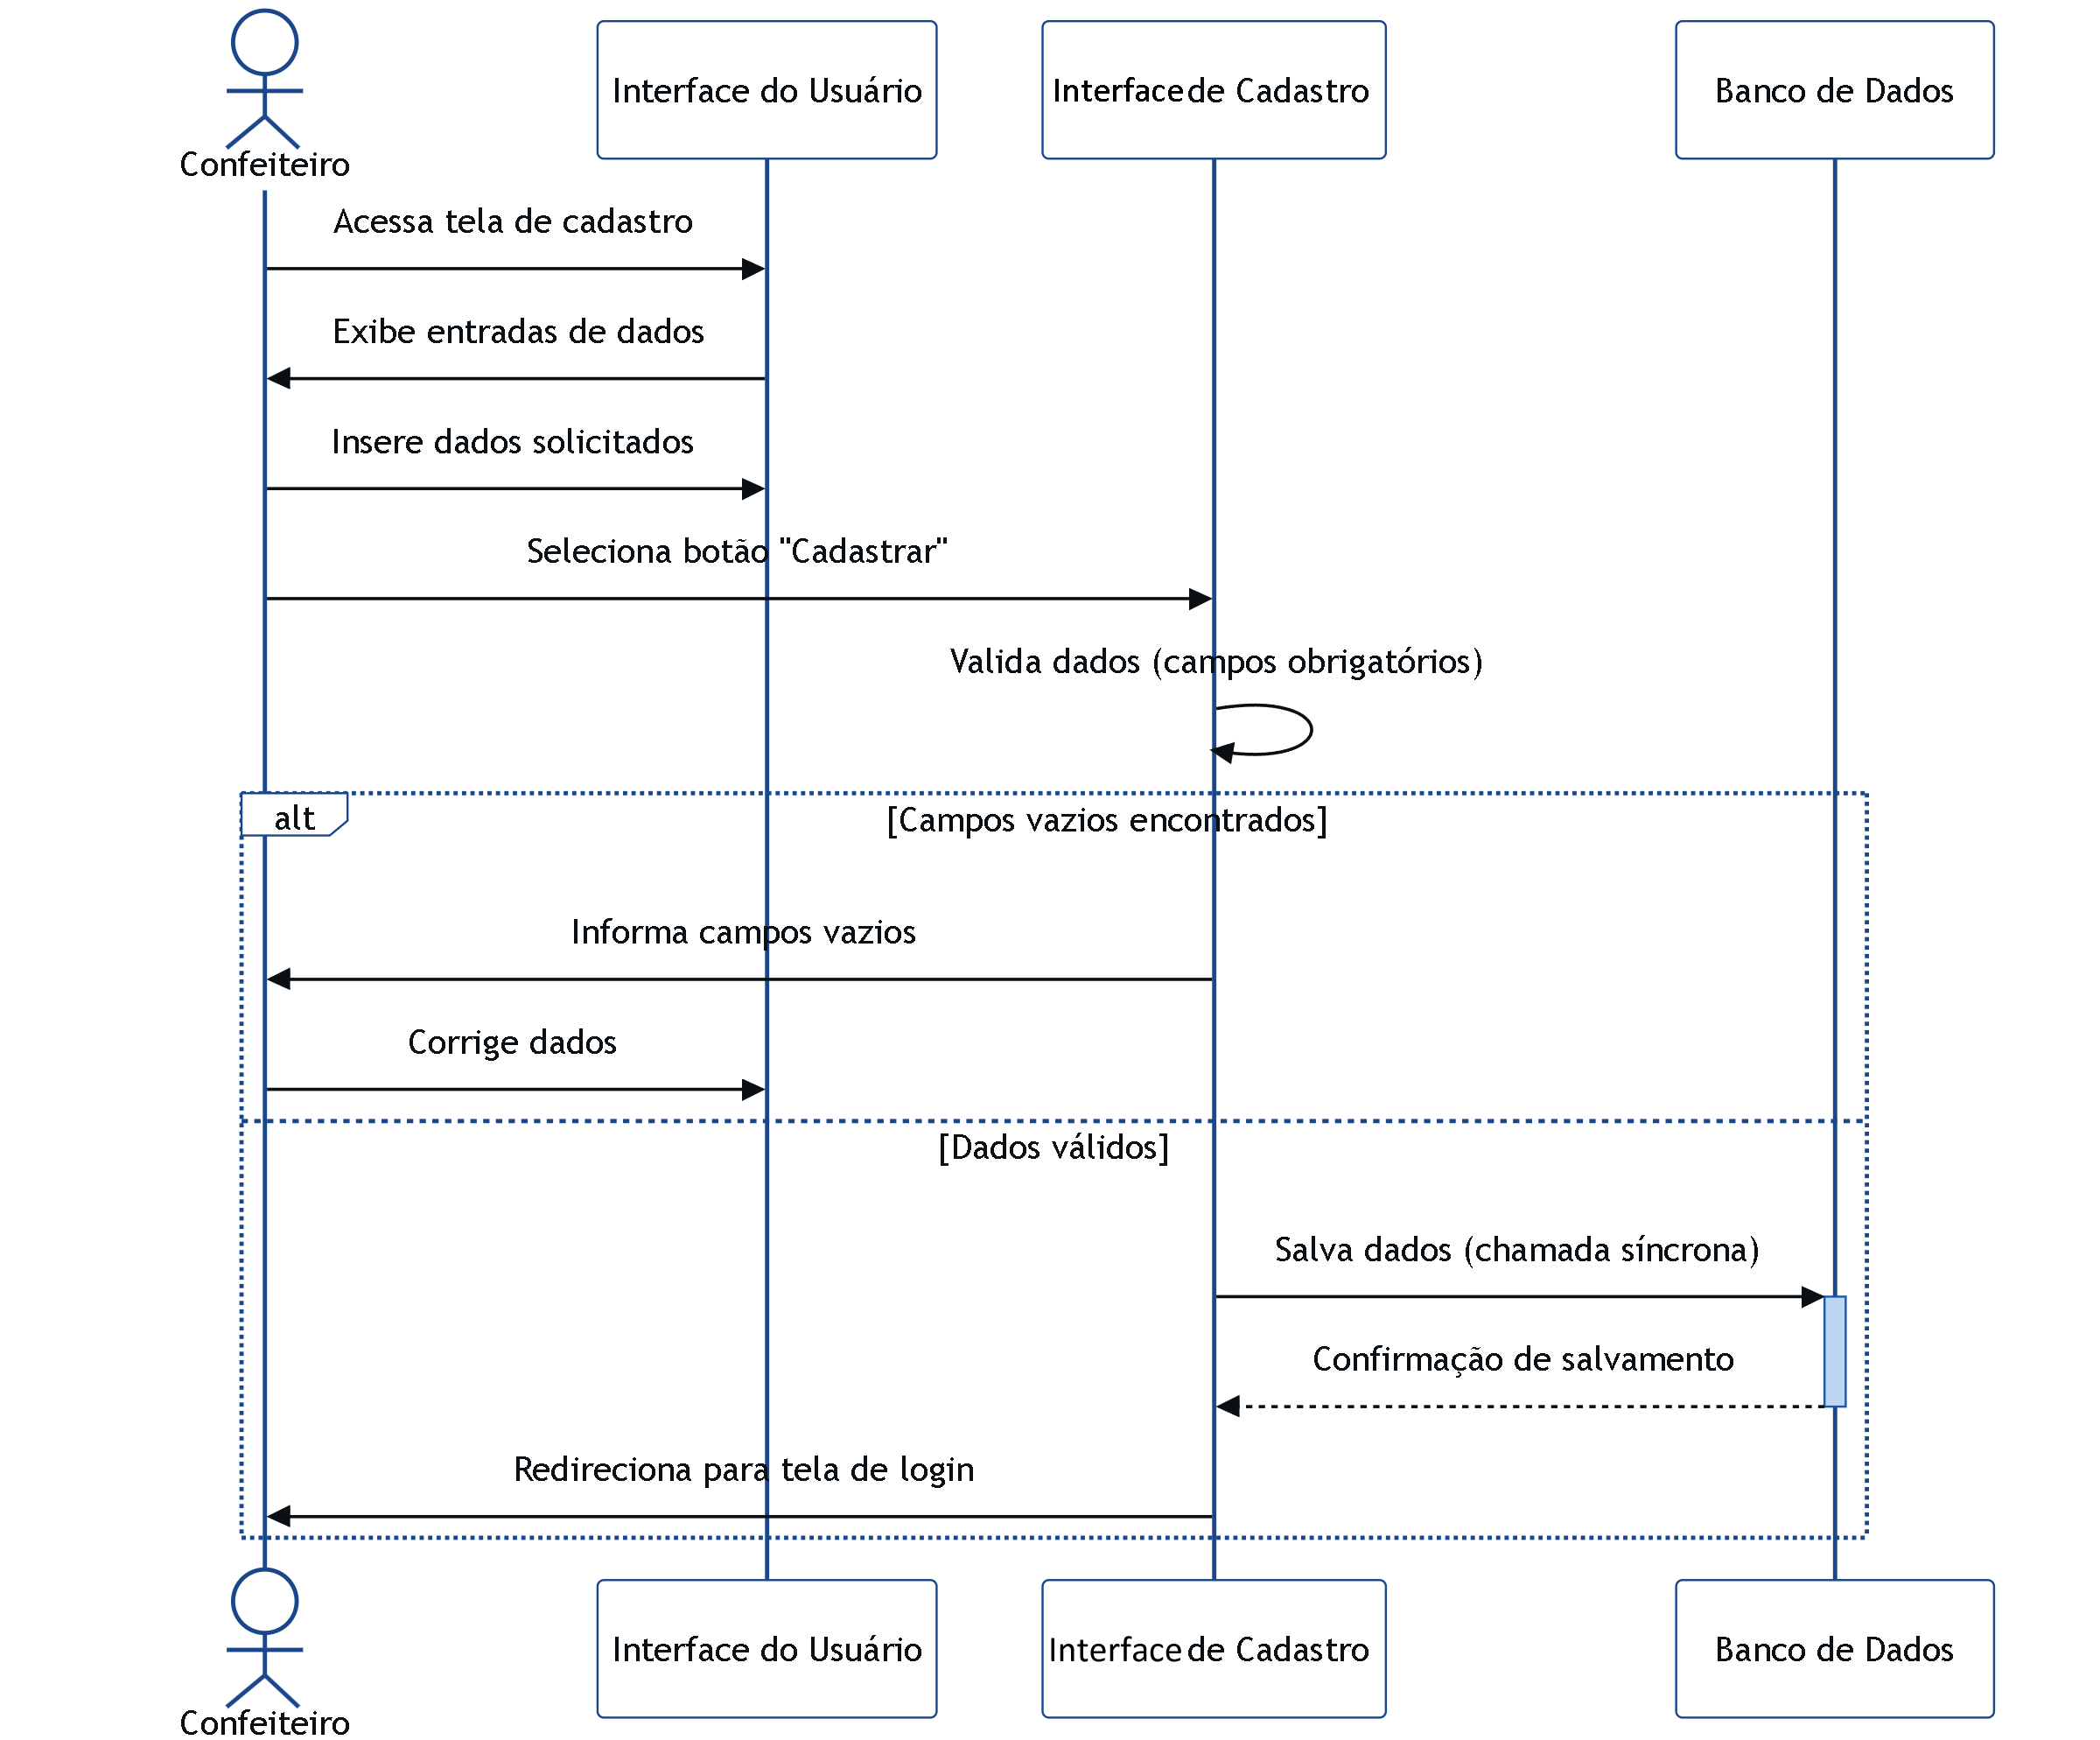 Confeiteiro
Interface do Usuário
Interface de Cadastro
Banco de Dados
Acessa tela de cadastro
Exibe entradas de dados
Insere dados solicitados
Seleciona botão "Cadastrar"
Valida dados (campos obrigatórios)
alt
[Campos vazios encontrados]
Informa campos vazios
Corrige dados
[Dados válidos]
Salva dados (chamada síncrona)
Confirmação de salvamento
Redireciona para tela de login
Interface do Usuário
Interface de Cadastro
Banco de Dados
Confeiteiro